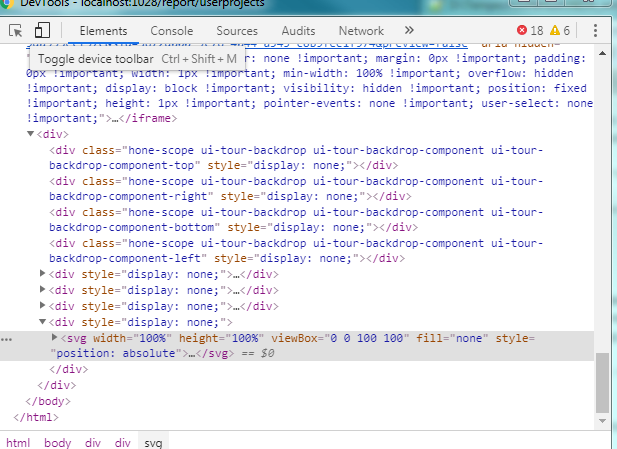 DevTools - localhost:1028/report/userprojects
Elements Console Sources Audits Network » 18 6
Toggle device toolbar Ctrl + Shift + M
er: none !important; margin: 0px !important; padding:
0px !important; width: 1px !important; min-width: 100% !important; overflow: hidden
!important; display: block !important; visibility: hidden !important; position: fixed
!important; height: 1px !important; pointer-events: none !important; user-select: none
!important;">…</iframe>
▼<div>
<div class="hone-scope ui-tour-backdrop ui-tour-backdrop-component ui-tour-
backdrop-component-top" style="display: none;"></div>
<div class="hone-scope ui-tour-backdrop ui-tour-backdrop-component ui-tour-
backdrop-component-right" style="display: none;"></div>
<div class="hone-scope ui-tour-backdrop ui-tour-backdrop-component ui-tour-
backdrop-component-bottom" style="display: none;"></div>
<div class="hone-scope ui-tour-backdrop ui-tour-backdrop-component ui-tour-
backdrop-component-left" style="display: none;"></div>
▶<div style="display: none;">…</div>
▶<div style="display: none;">…</div>
▶<div style="display: none;">…</div>
▼<div style="display: none;">
… ▶<svg width="100%" height="100%" viewBox="0 0 100 100" fill="none" style=
"position: absolute">…</svg> == $0
</div>
</div>
</body>
</html>
html body div div svg